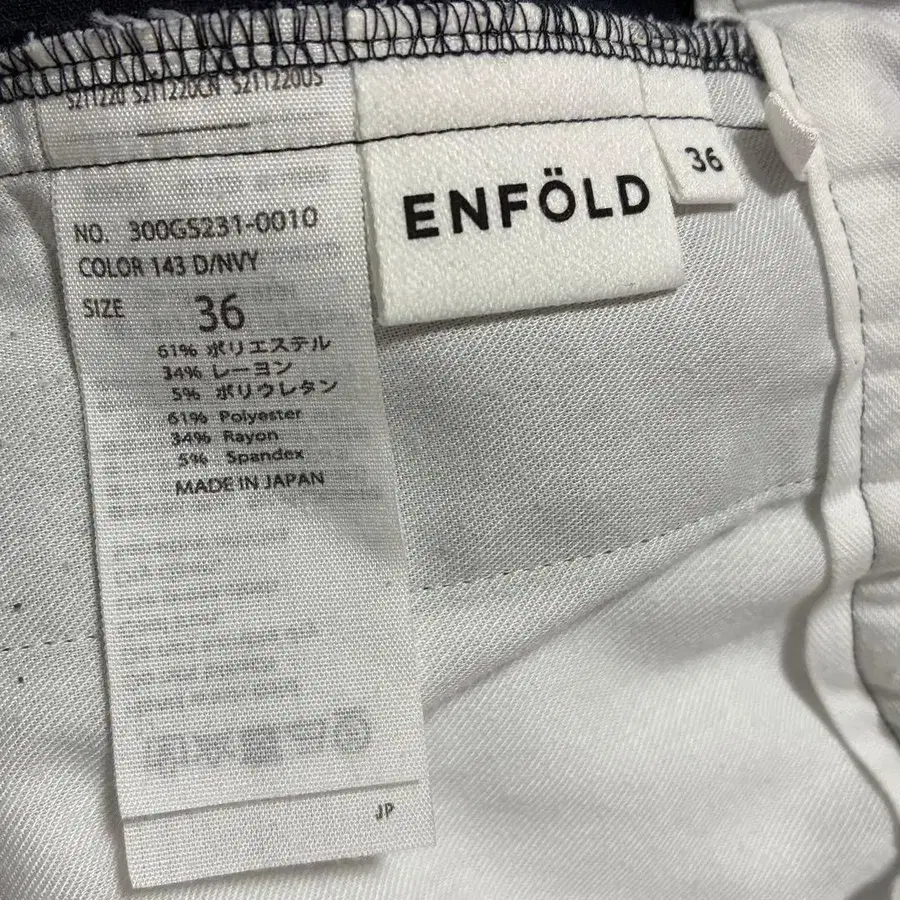 S211220 S211220CN S211220US
NO. 300GS231-0010
COLOR 143 D/NVY
SIZE 36
61% ポリエステル
34% レーヨン
5% ポリウレタン
61% Polyester
34% Rayon
5% Spandex
MADE IN JAPAN
JP
ENFÖLD
36